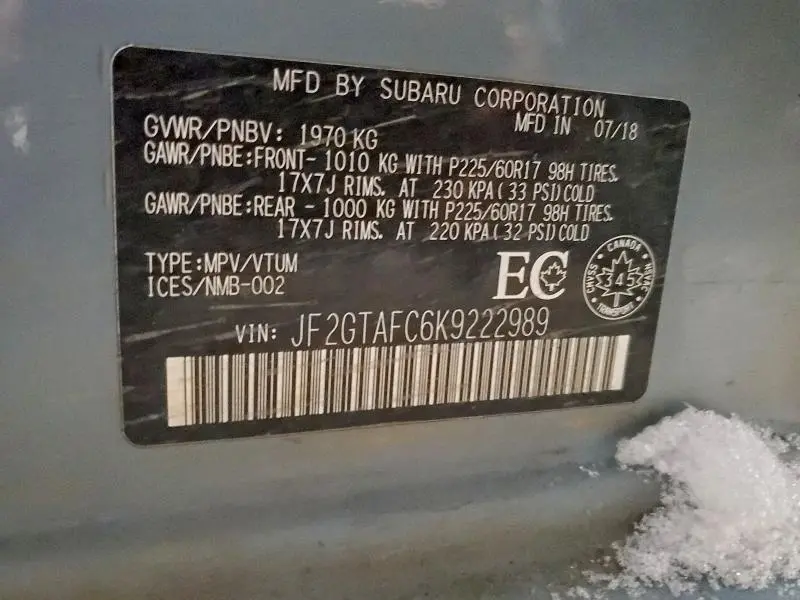 MFD BY SUBARU CORPORATION
MFD IN 07/18
GVWR/PNBV: 1970 KG
GAWR/PNBE:FRONT- 1010 KG WITH P225/60R17 98H TIRES.
17X7J RIMS. AT 230 KPA(33 PSI)COLD
GAWR/PNBE:REAR - 1000 KG WITH P225/60R17 98H TIRES.
17X7J RIMS. AT 220 KPA(32 PSI)COLD
TYPE:MPV/VTUM
ICES/NMB-002
EC
CANADA
CMVSS
345
NSVAC
TRANSPORTS
VIN: JF2GTAFC6K9222989